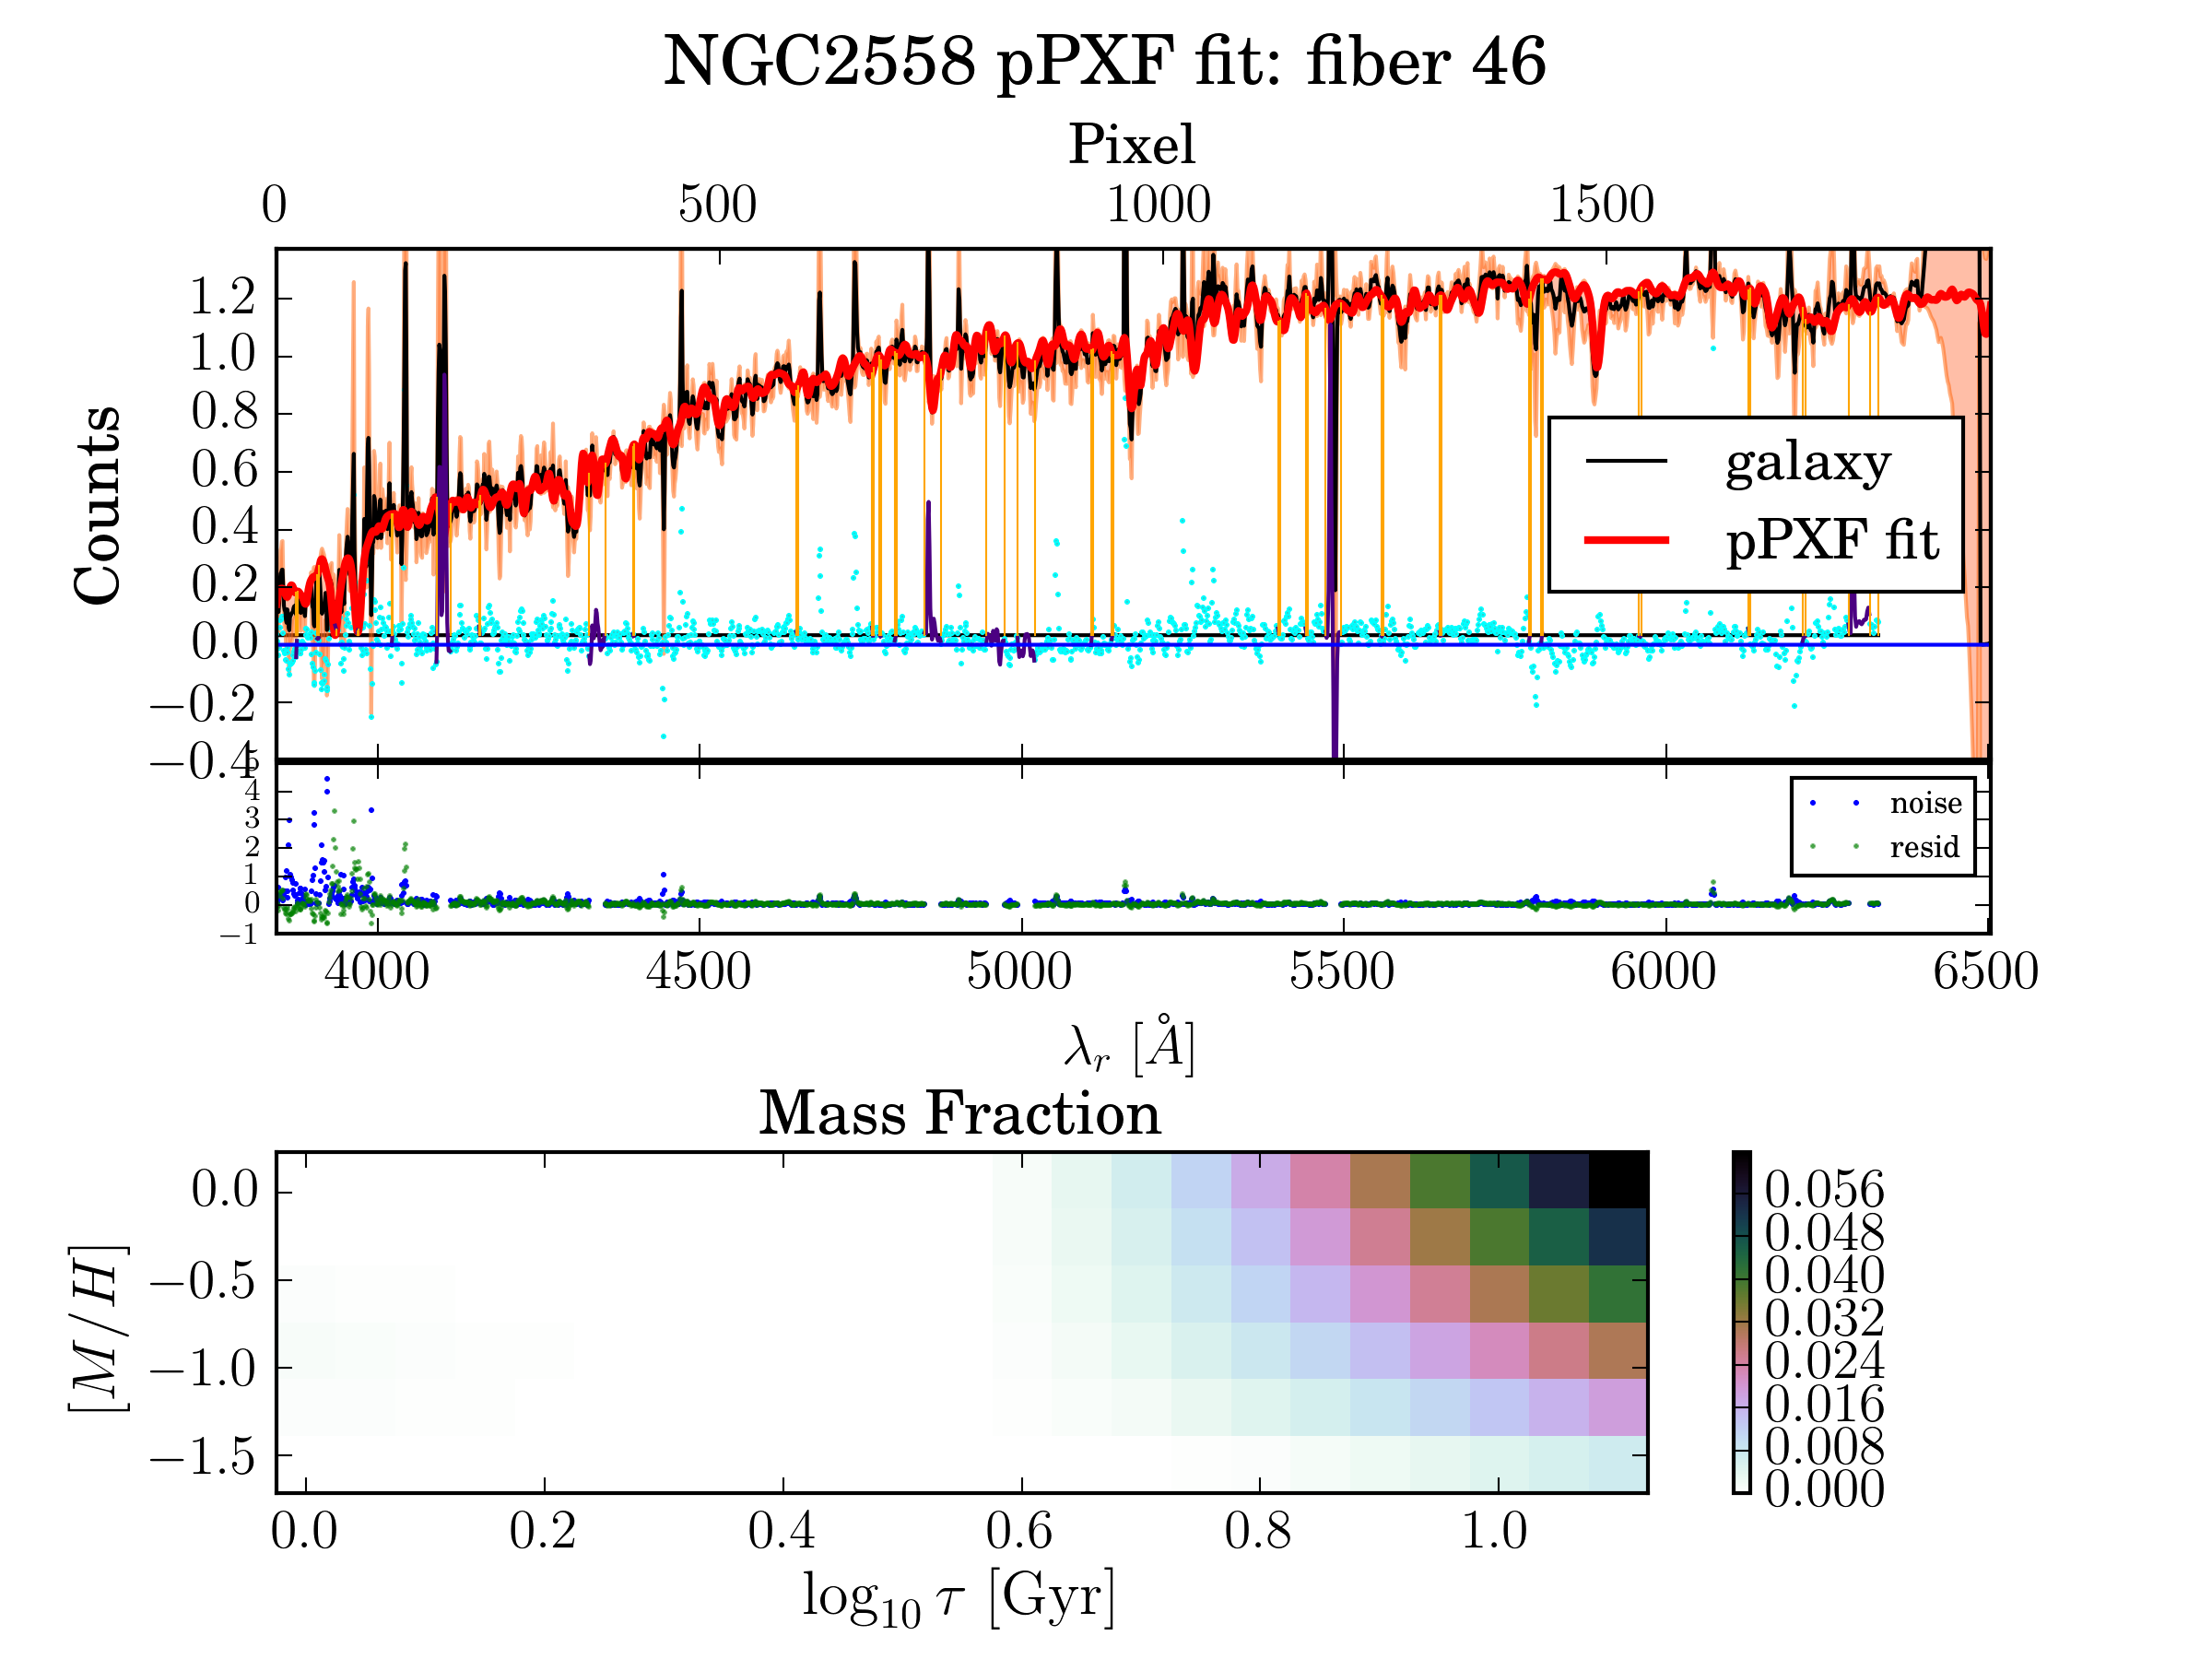 NGC2558 pPXF fit: fiber 46
Pixel
0 500 1000 1500
Counts
1.2
1.0
0.8
0.6
0.4
0.2
0.0
−0.2
−0.4
galaxy
pPXF fit
5
4
3
2
1
0
−1
noise
resid
4000 4500 5000 5500 6000 6500
λr [Å]
Mass Fraction
[M/H]
0.0
−0.5
−1.0
−1.5
0.0 0.2 0.4 0.6 0.8 1.0
log10 τ [Gyr]
0.056
0.048
0.040
0.032
0.024
0.016
0.008
0.000